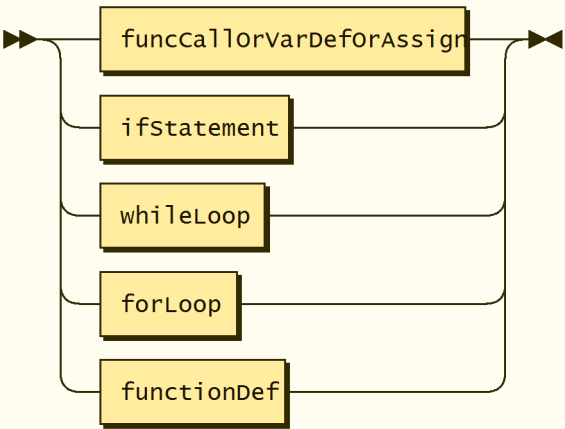 funcCallOrVarDefOrAssign
ifStatement
whileLoop
forLoop
functionDef